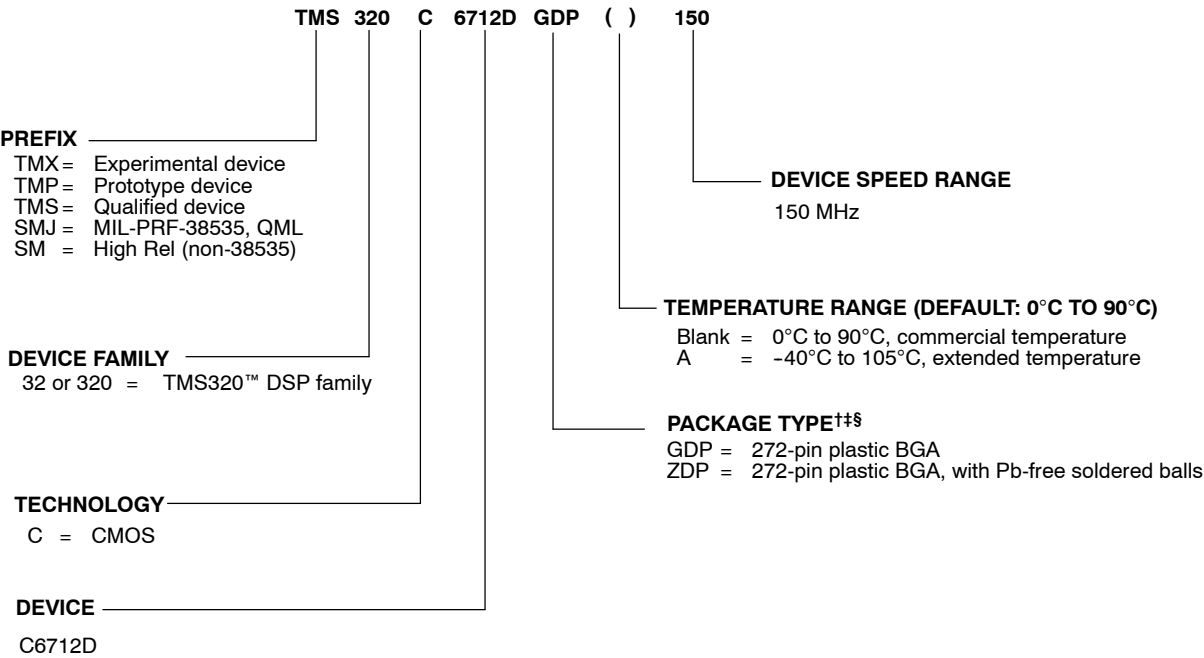 TMS 320 C 6712D GDP ( ) 150
PREFIX
TMX = Experimental device
TMP = Prototype device
TMS = Qualified device
SMJ = MIL-PRF-38535, QML
SM = High Rel (non-38535)
DEVICE SPEED RANGE
150 MHz
TEMPERATURE RANGE (DEFAULT: 0°C TO 90°C)
Blank = 0°C to 90°C, commercial temperature
A = -40°C to 105°C, extended temperature
DEVICE FAMILY
32 or 320 = TMS320™ DSP family
PACKAGE TYPE†‡§
GDP = 272-pin plastic BGA
ZDP = 272-pin plastic BGA, with Pb-free soldered balls
TECHNOLOGY
C = CMOS
DEVICE
C6712D